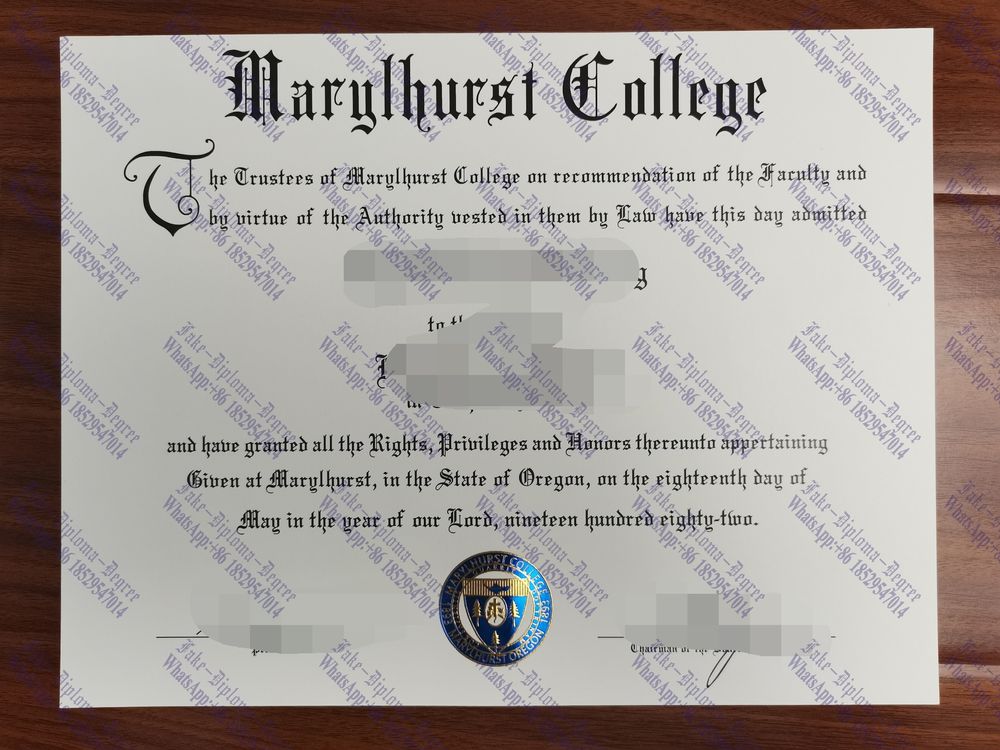 Marylhurst College
The Trustees of Marylhurst College on recommendation of the Faculty and
by virtue of the Authority vested in them by Law have this day admitted
and have granted all the Rights, Privileges and Honors thereunto appertaining
Given at Marylhurst, in the State of Oregon, on the eighteenth day of
May in the year of our Lord, nineteen hundred eighty-two.
MARYLHURST COLLEGE
1893 1893
MARYLHURST OREGON
Chairman of the
Fake-Diploma-Degree
WhatsApp:+86 18529547014